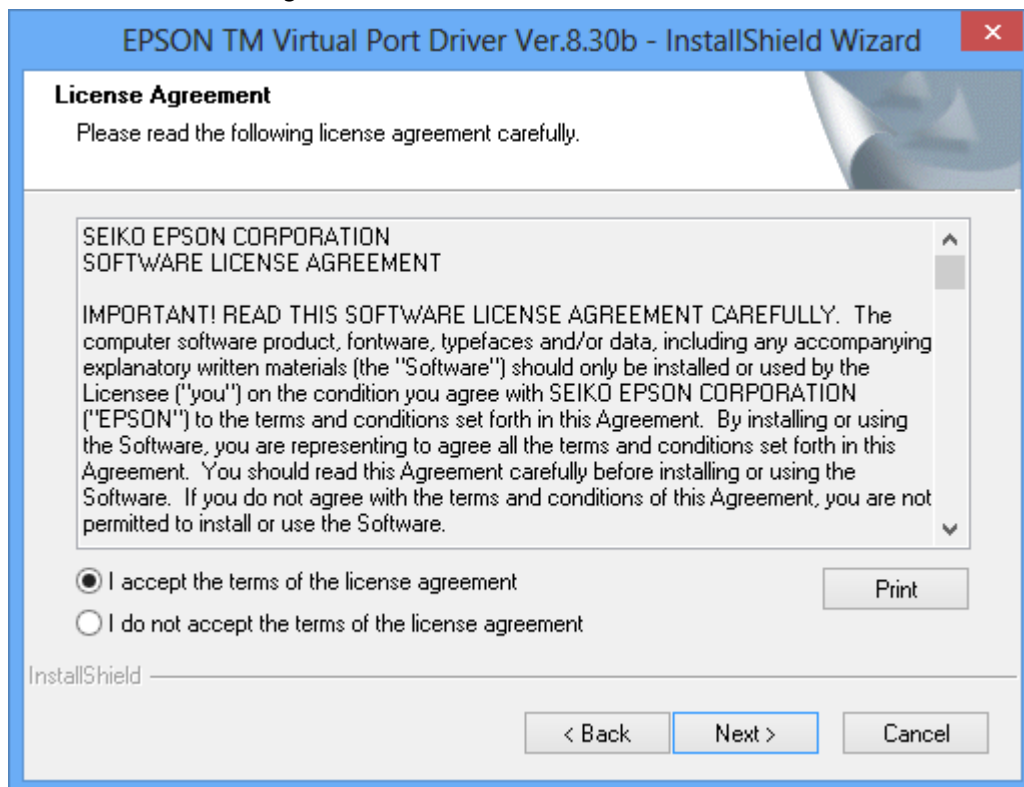 EPSON TM Virtual Port Driver Ver.8.30b - InstallShield Wizard
License Agreement
Please read the following license agreement carefully.
SEIKO EPSON CORPORATION
SOFTWARE LICENSE AGREEMENT
IMPORTANT! READ THIS SOFTWARE LICENSE AGREEMENT CAREFULLY.  The
computer software product, fontware, typefaces and/or data, including any accompanying
explanatory written materials (the "Software") should only be installed or used by the
Licensee ("you") on the condition you agree with SEIKO EPSON CORPORATION
("EPSON") to the terms and conditions set forth in this Agreement.  By installing or using
the Software, you are representing to agree all the terms and conditions set forth in this
Agreement.  You should read this Agreement carefully before installing or using the
Software.  If you do not agree with the terms and conditions of this Agreement, you are not
permitted to install or use the Software.
I accept the terms of the license agreement
Print
I do not accept the terms of the license agreement
InstallShield
< Back
Next >
Cancel